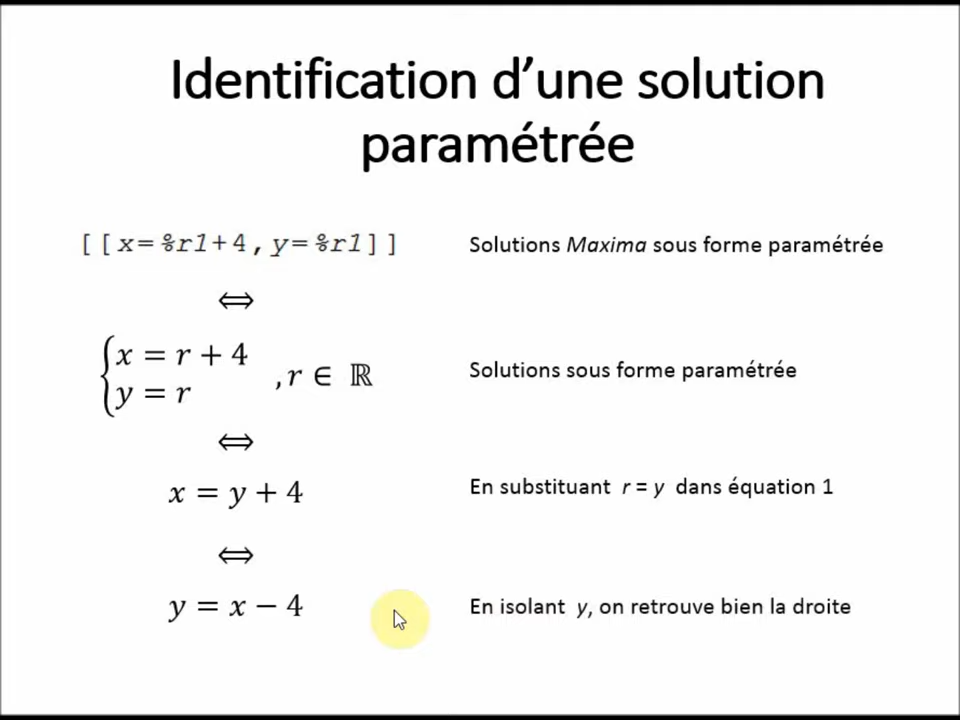 Identification d’une solution
paramétrée
[[x=%r1+4,y=%r1]] Solutions Maxima sous forme paramétrée
⇔
{x = r + 4
y = r
, r ∈ ℝ Solutions sous forme paramétrée
⇔
x = y + 4 En substituant r = y dans équation 1
⇔
y = x − 4 En isolant y, on retrouve bien la droite